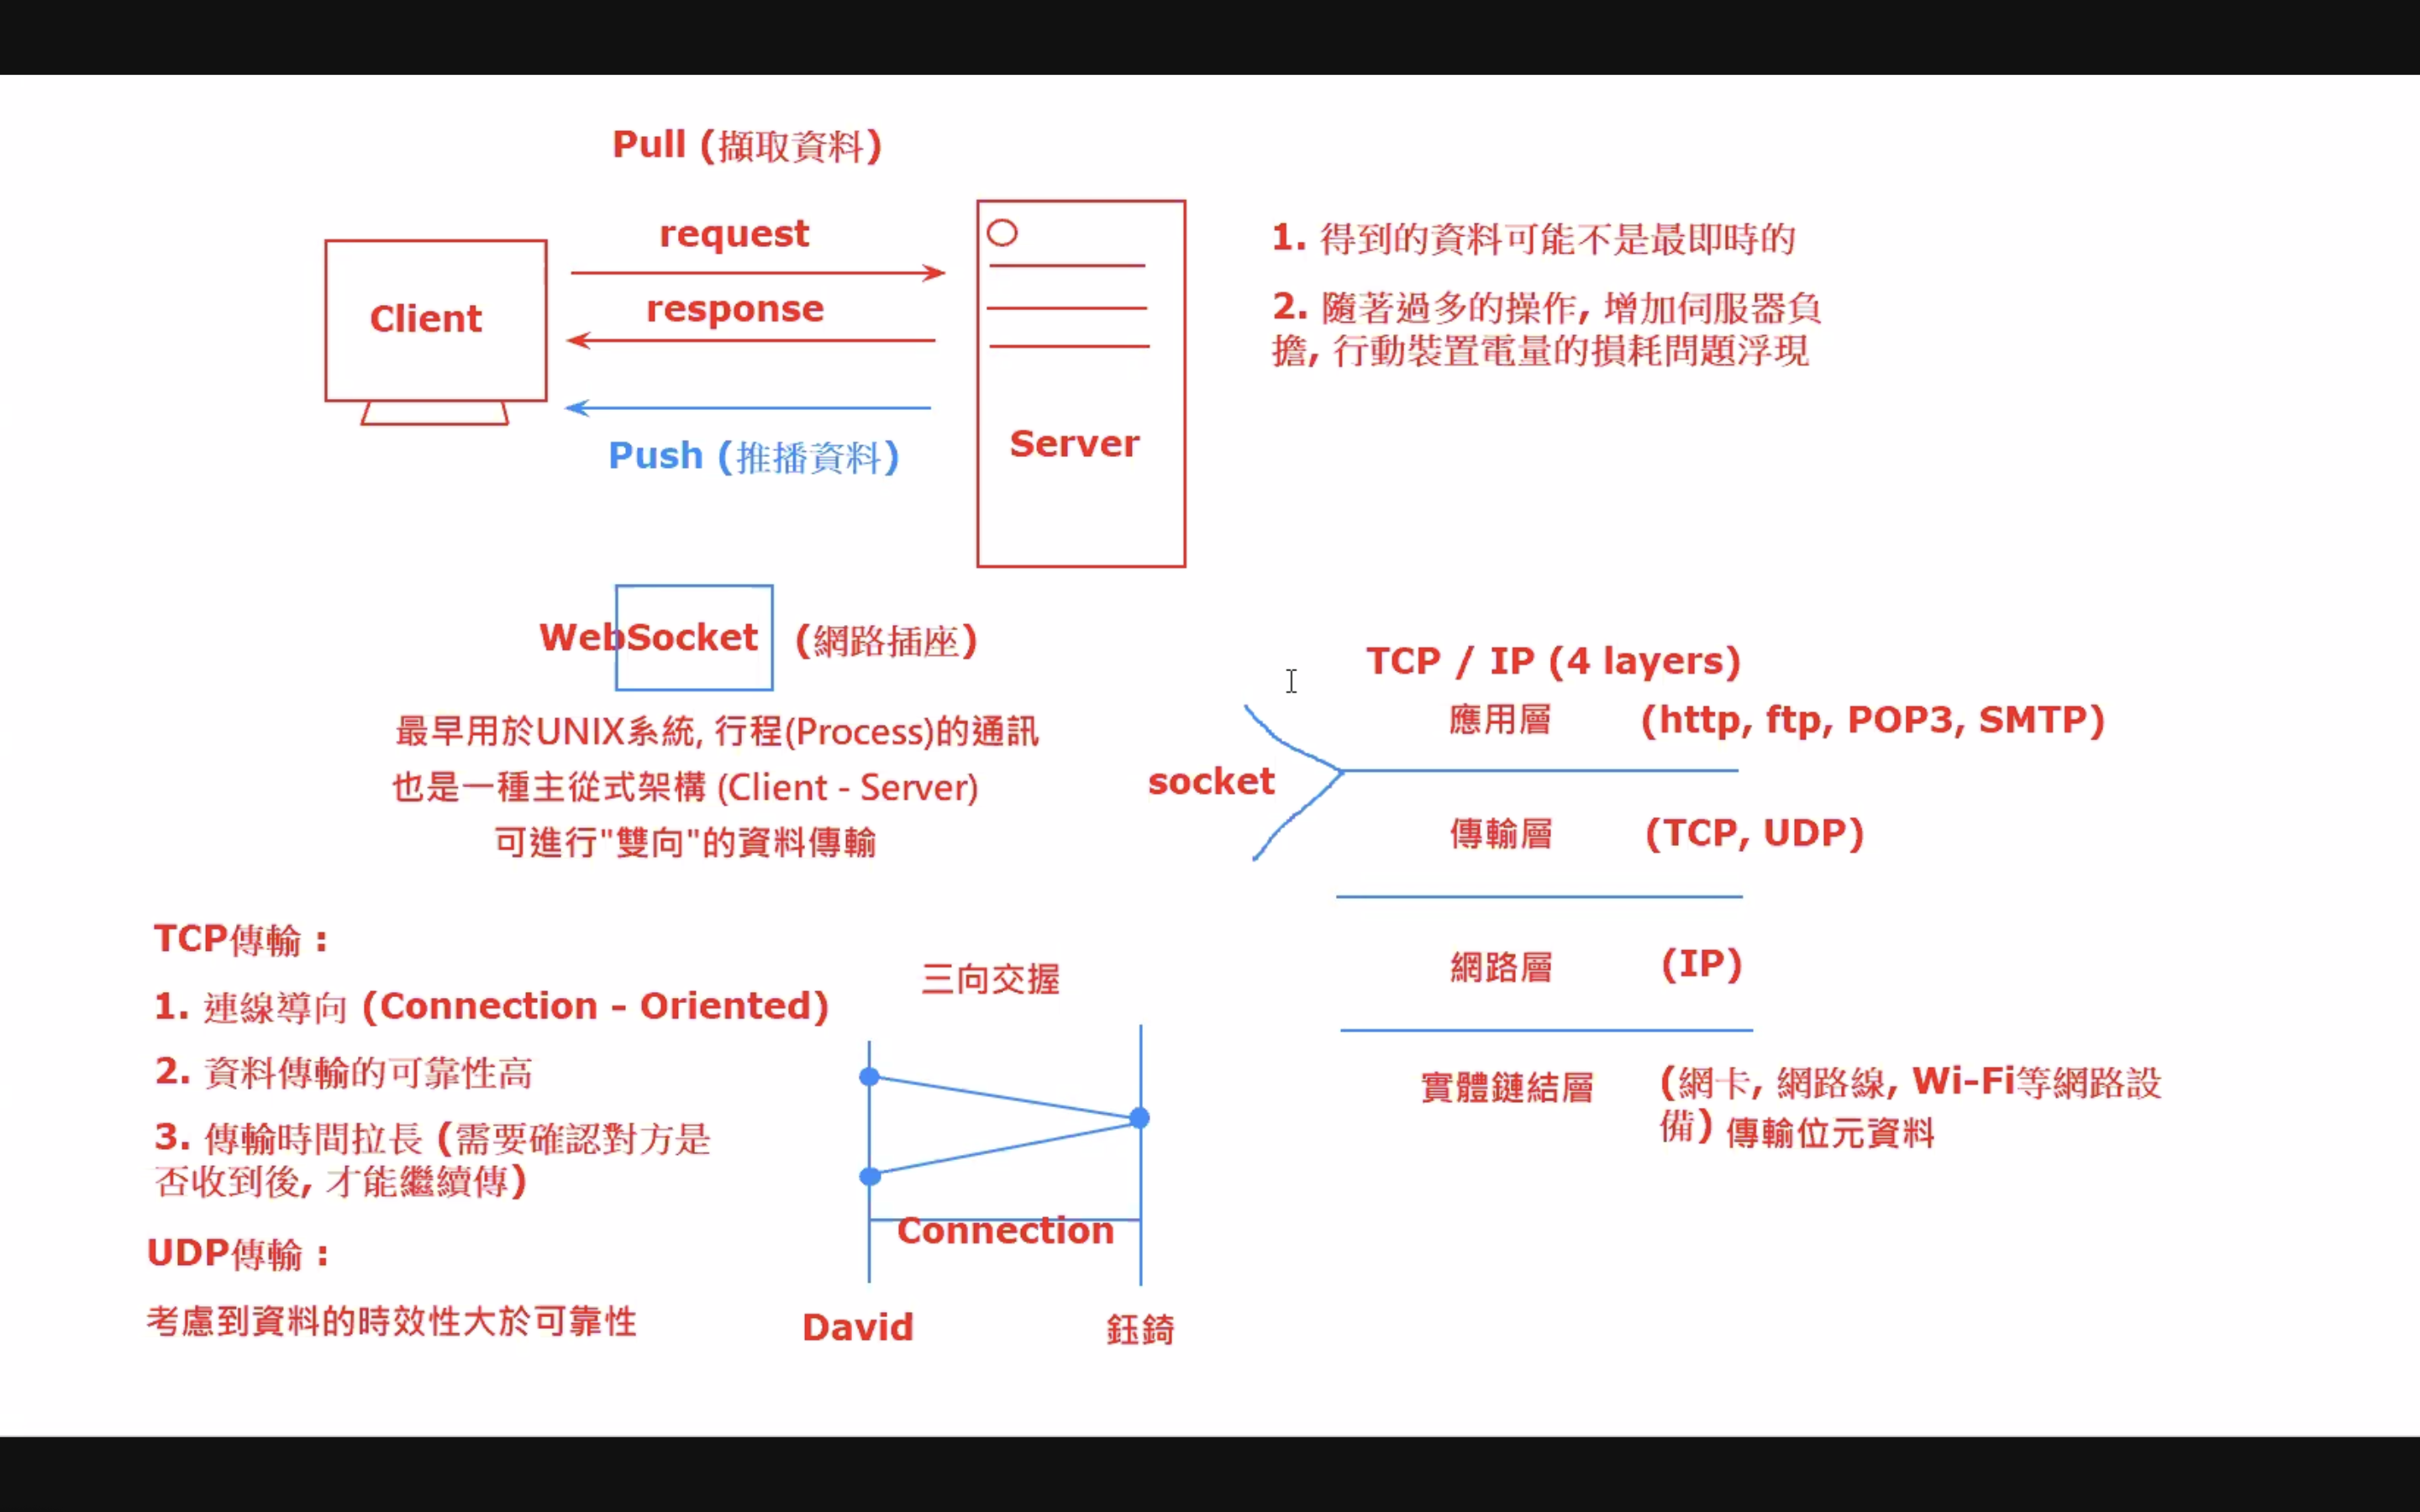 Pull (擷取資料)
request
response
Client
Server
Push (推播資料)
1. 得到的資料可能不是最即時的
2. 隨著過多的操作, 增加伺服器負
擔, 行動裝置電量的損耗問題浮現
WebSocket (網路插座)
最早用於UNIX系統, 行程(Process)的通訊
也是一種主從式架構 (Client - Server)
可進行"雙向"的資料傳輸
socket
TCP / IP (4 layers)
應用層 (http, ftp, POP3, SMTP)
傳輸層 (TCP, UDP)
網路層 (IP)
實體鏈結層 (網卡, 網路線, Wi-Fi等網路設
備) 傳輸位元資料
TCP傳輸 :
1. 連線導向 (Connection - Oriented)
2. 資料傳輸的可靠性高
3. 傳輸時間拉長 (需要確認對方是
否收到後, 才能繼續傳)
UDP傳輸 :
考慮到資料的時效性大於可靠性
三向交握
Connection
David
鈺錡